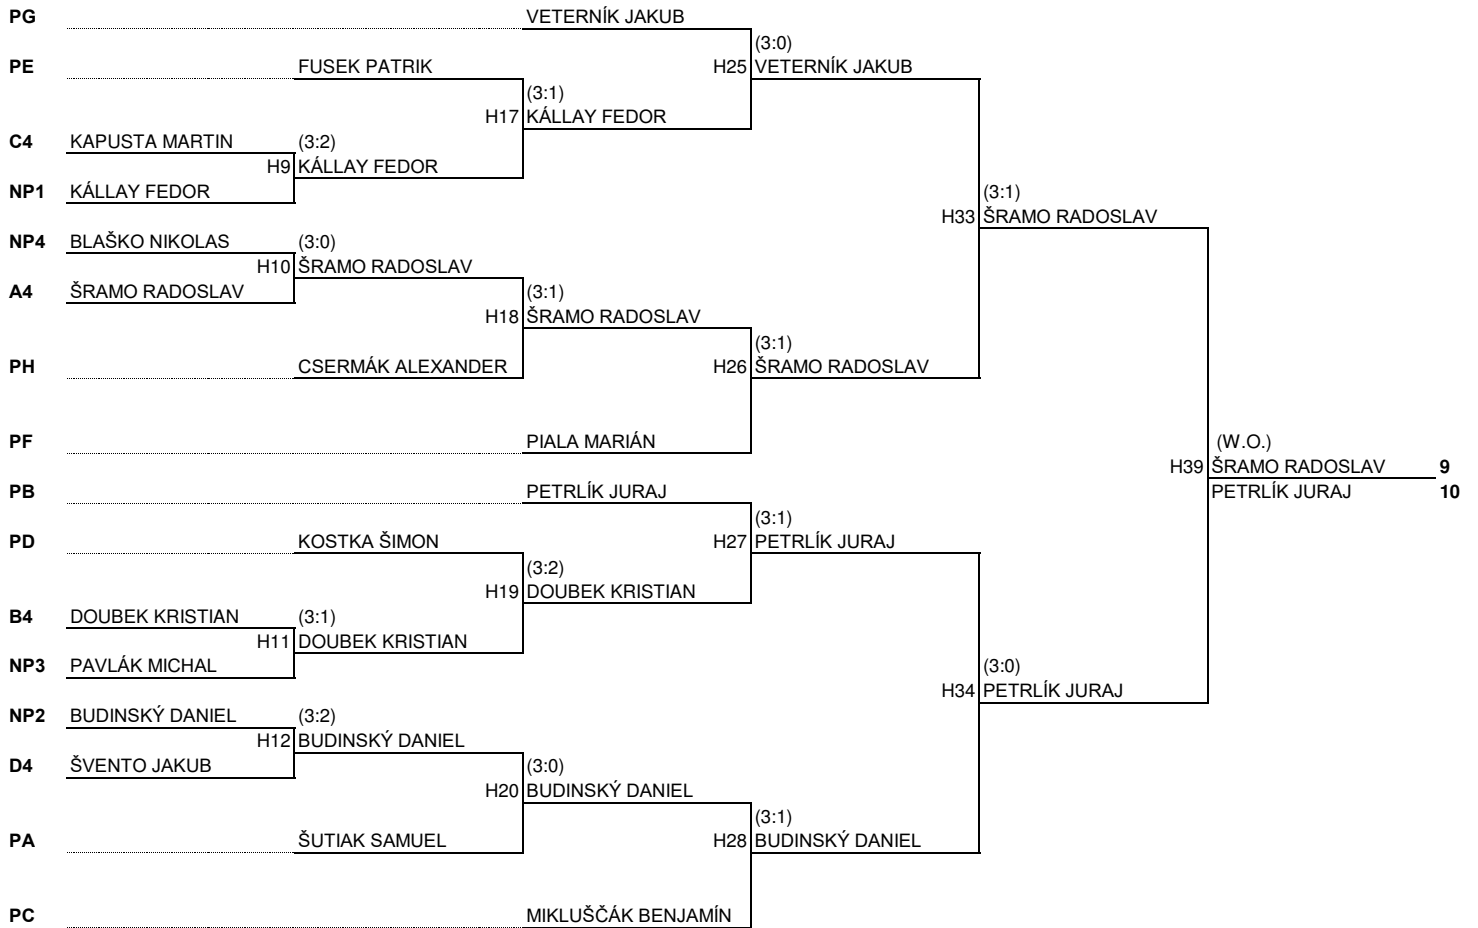 PG VETERNÍK JAKUB
(3:0)
PE FUSEK PATRIK H25 VETERNÍK JAKUB
(3:1)
H17 KÁLLAY FEDOR
C4 KAPUSTA MARTIN (3:2)
H9 KÁLLAY FEDOR
NP1 KÁLLAY FEDOR (3:1)
H33 ŠRAMO RADOSLAV
NP4 BLAŠKO NIKOLAS (3:0)
H10 ŠRAMO RADOSLAV
A4 ŠRAMO RADOSLAV (3:1)
H18 ŠRAMO RADOSLAV
(3:1)
PH CSERMÁK ALEXANDER H26 ŠRAMO RADOSLAV
PF PIALA MARIÁN (W.O.)
H39 ŠRAMO RADOSLAV 9
PB PETRLÍK JURAJ PETRLÍK JURAJ 10
(3:1)
PD KOSTKA ŠIMON H27 PETRLÍK JURAJ
(3:2)
H19 DOUBEK KRISTIAN
B4 DOUBEK KRISTIAN (3:1)
H11 DOUBEK KRISTIAN
NP3 PAVLÁK MICHAL (3:0)
H34 PETRLÍK JURAJ
NP2 BUDINSKÝ DANIEL (3:2)
H12 BUDINSKÝ DANIEL
D4 ŠVENTO JAKUB (3:0)
H20 BUDINSKÝ DANIEL
(3:1)
PA ŠUTIAK SAMUEL H28 BUDINSKÝ DANIEL
PC MIKLUŠČÁK BENJAMÍN